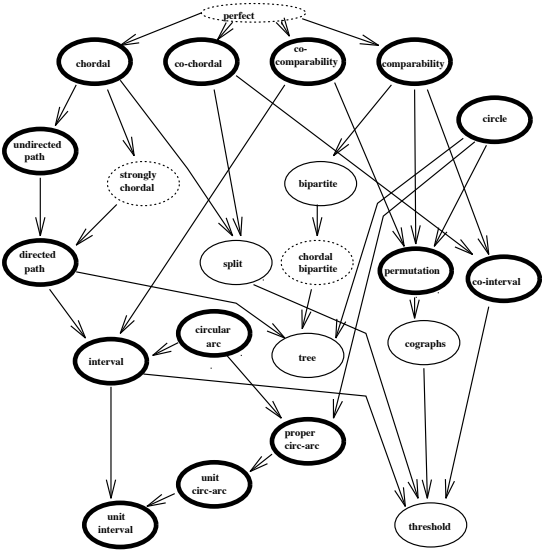 perfect
chordal
co-chordal
co-
comparability
comparability
circle
undirected
path
strongly
chordal
bipartite
directed
path
split
chordal
bipartite
permutation
co-interval
circular
arc
interval
tree
cographs
proper
circ-arc
unit
circ-arc
unit
interval
threshold